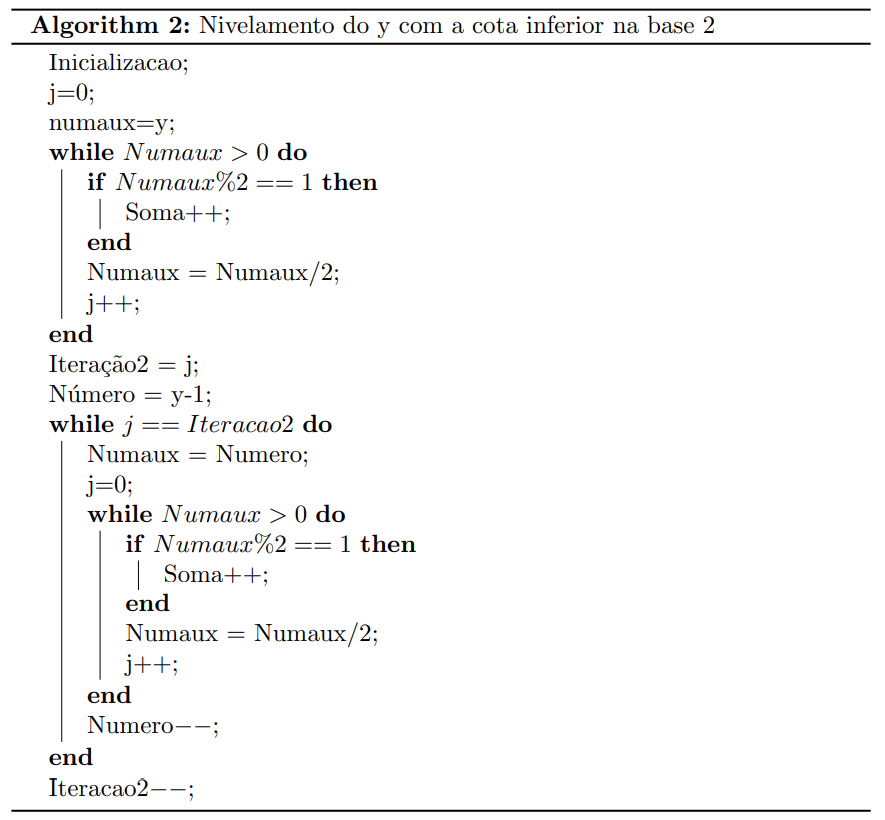 Algorithm 2: Nivelamento do y com a cota inferior na base 2
Inicializacao;
j=0;
numaux=y;
while Numaux > 0 do
if Numaux%2 == 1 then
Soma++;
end
Numaux = Numaux/2;
j++;
end
Iteração2 = j;
Número = y-1;
while j == Iteracao2 do
Numaux = Numero;
j=0;
while Numaux > 0 do
if Numaux%2 == 1 then
Soma++;
end
Numaux = Numaux/2;
j++;
end
Numero−−;
end
Iteracao2−−;